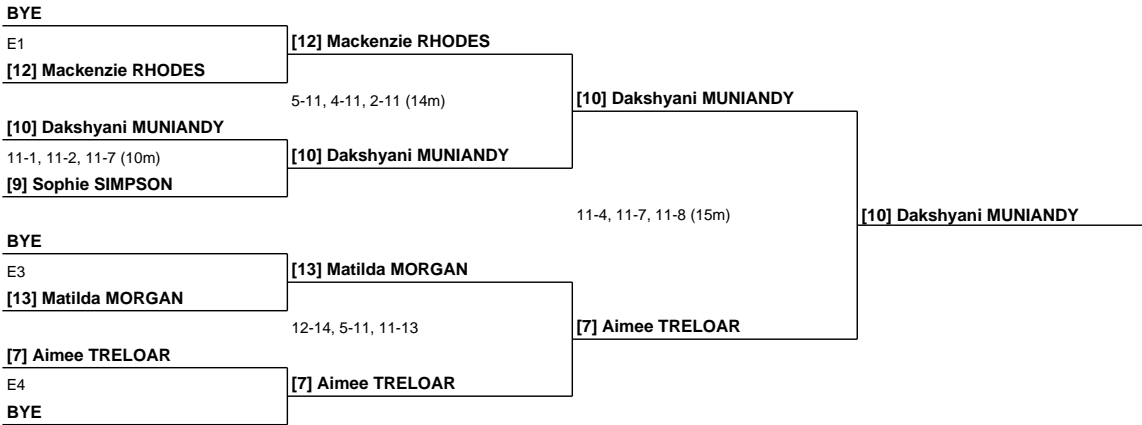 BYE
E1
[12] Mackenzie RHODES
[12] Mackenzie RHODES
5-11, 4-11, 2-11 (14m)
[10] Dakshyani MUNIANDY
[10] Dakshyani MUNIANDY
11-1, 11-2, 11-7 (10m)
[10] Dakshyani MUNIANDY
[9] Sophie SIMPSON
11-4, 11-7, 11-8 (15m)
[10] Dakshyani MUNIANDY
BYE
E3
[13] Matilda MORGAN
[13] Matilda MORGAN
12-14, 5-11, 11-13
[7] Aimee TRELOAR
[7] Aimee TRELOAR
E4
[7] Aimee TRELOAR
BYE